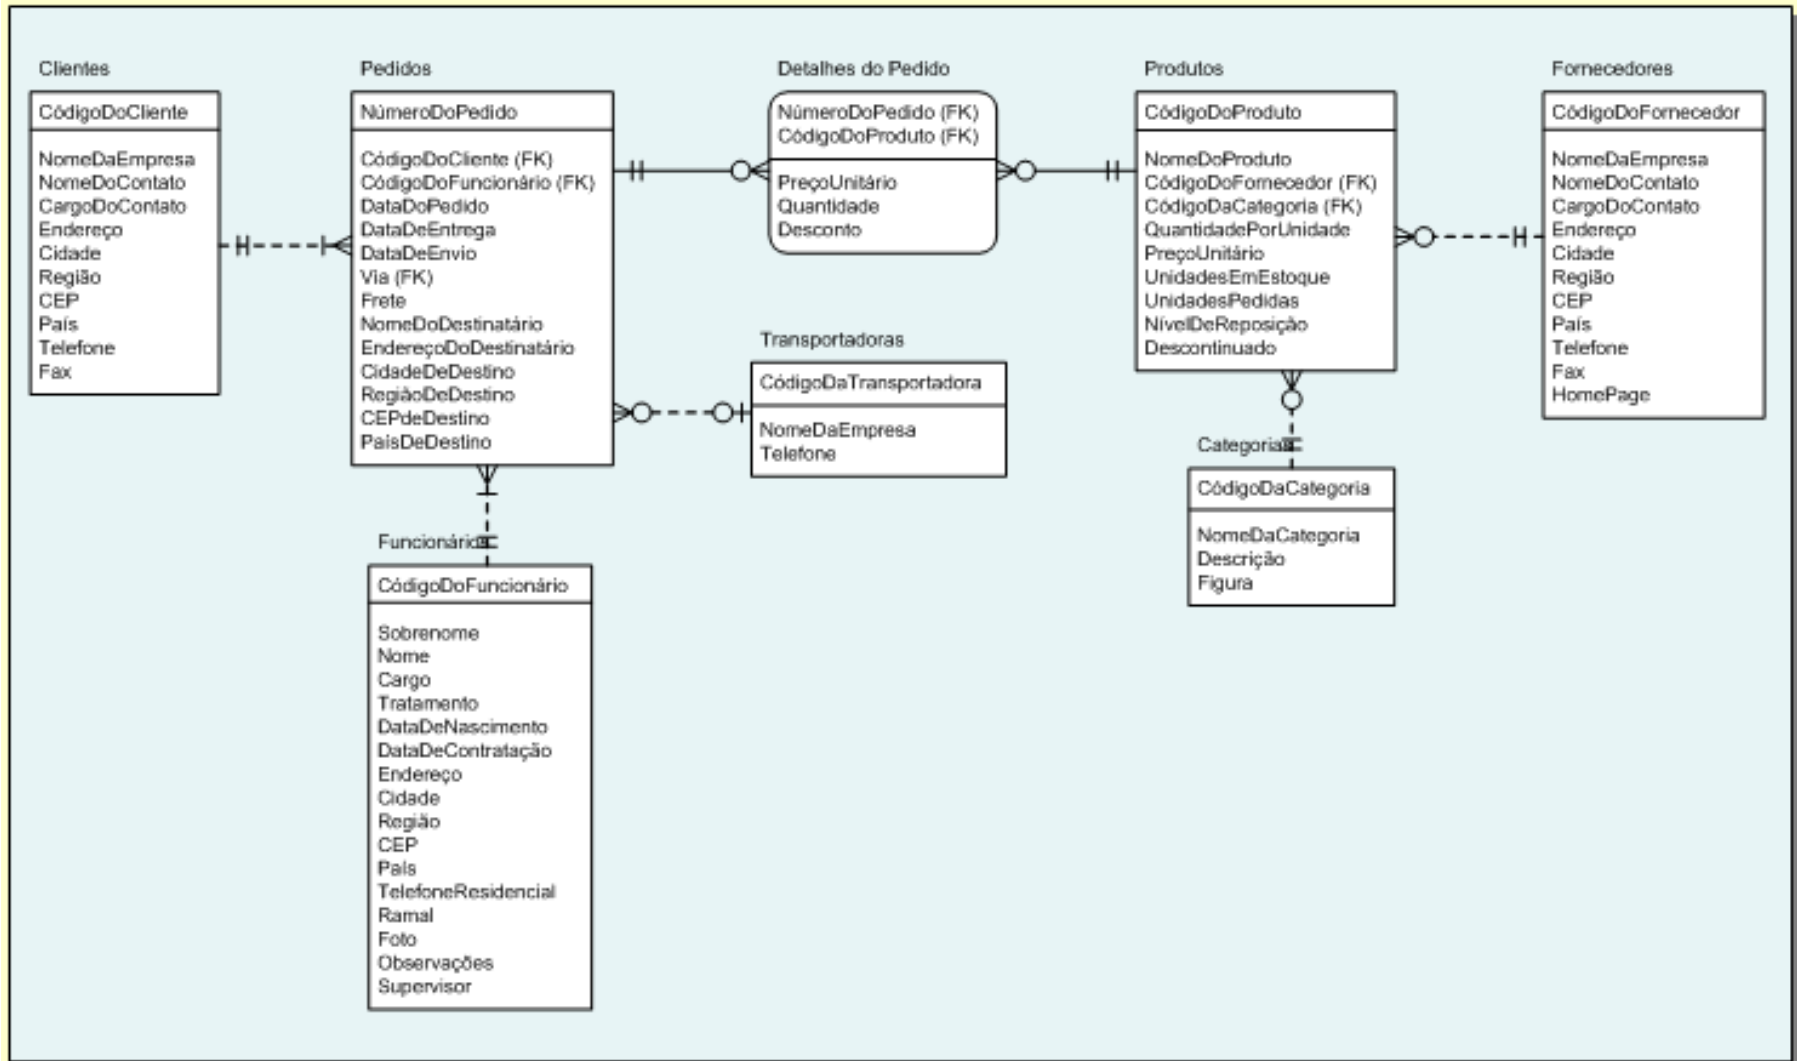 Clientes
CódigoDoCliente
NomeDaEmpresa
NomeDoContato
CargoDoContato
Endereço
Cidade
Região
CEP
País
Telefone
Fax
Pedidos
NúmeroDoPedido
CódigoDoCliente (FK)
CódigoDoFuncionário (FK)
DataDoPedido
DataDeEntrega
DataDeEnvio
Via (FK)
Frete
NomeDoDestinatário
EndereçoDoDestinatário
CidadeDeDestino
RegiãoDeDestino
CEPdeDestino
PaísDeDestino
Detalhes do Pedido
NúmeroDoPedido (FK)
CódigoDoProduto (FK)
PreçoUnitário
Quantidade
Desconto
Produtos
CódigoDoProduto
NomeDoProduto
CódigoDoFornecedor (FK)
CódigoDaCategoria (FK)
QuantidadePorUnidade
PreçoUnitário
UnidadesEmEstoque
UnidadesPedidas
NívelDeReposição
Descontinuado
Fornecedores
CódigoDoFornecedor
NomeDaEmpresa
NomeDoContato
CargoDoContato
Endereço
Cidade
Região
CEP
País
Telefone
Fax
HomePage
Transportadoras
CódigoDaTransportadora
NomeDaEmpresa
Telefone
Categorias
CódigoDaCategoria
NomeDaCategoria
Descrição
Figura
Funcionários
CódigoDoFuncionário
Sobrenome
Nome
Cargo
Tratamento
DataDeNascimento
DataDeContratação
Endereço
Cidade
Região
CEP
País
TelefoneResidencial
Ramal
Foto
Observações
Supervisor